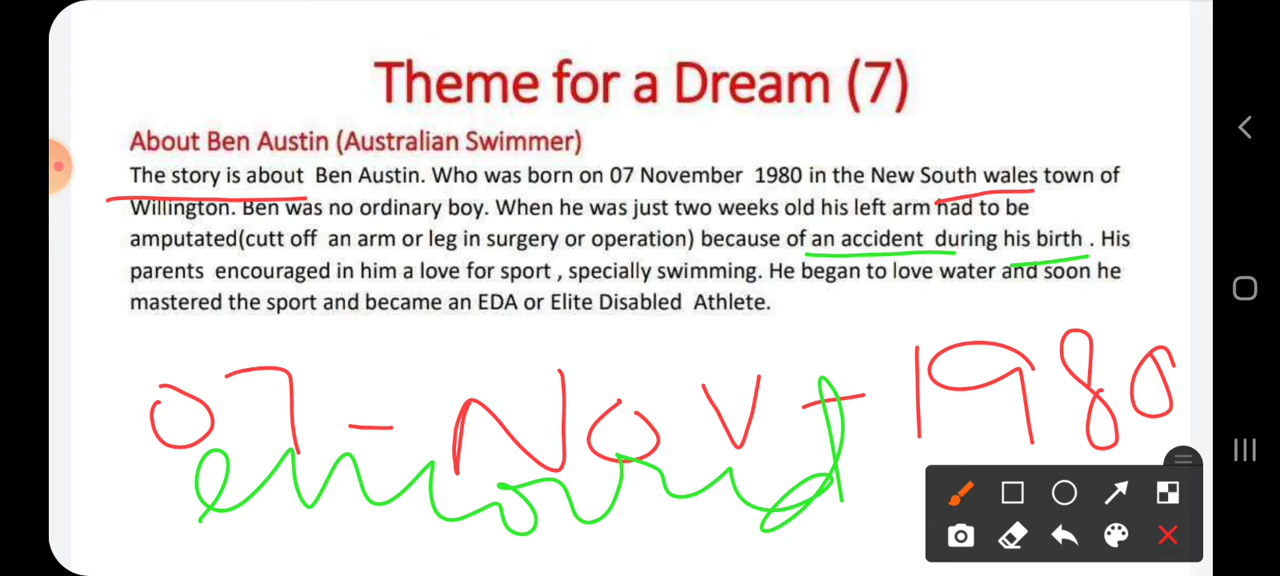 Theme for a Dream (7)
About Ben Austin (Australian Swimmer)
The story is about Ben Austin. Who was born on 07 November 1980 in the New South wales town of
Willington. Ben was no ordinary boy. When he was just two weeks old his left arm had to be
amputated(cutt off an arm or leg in surgery or operation) because of an accident during his birth . His
parents encouraged in him a love for sport , specially swimming. He began to love water and soon he
mastered the sport and became an EDA or Elite Disabled Athlete.
07 - Nov - 1980